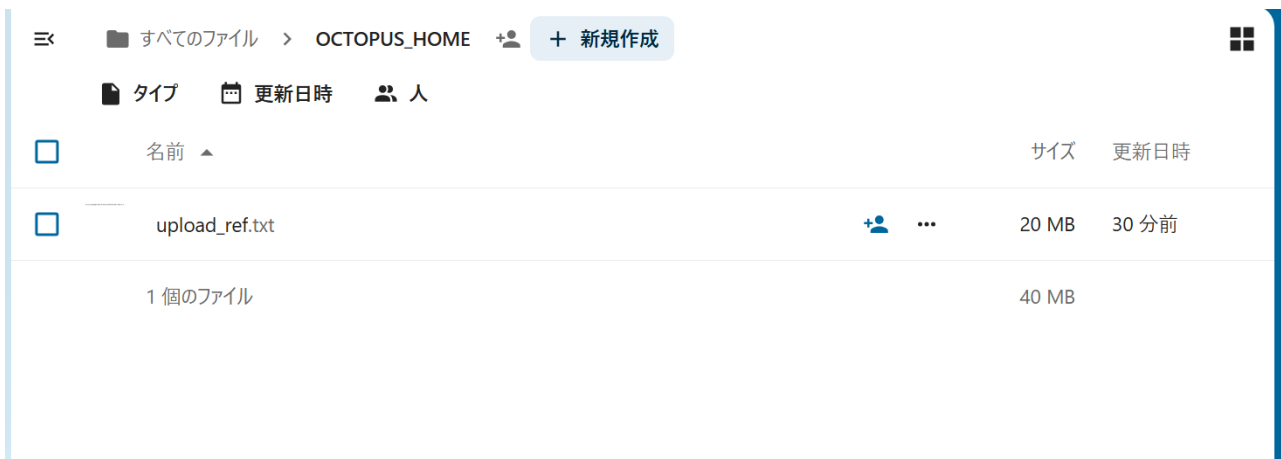 すべてのファイル > OCTOPUS_HOME + 新規作成
タイプ 更新日時 人
名前 サイズ 更新日時
upload_ref.txt 20 MB 30 分前
1 個のファイル 40 MB